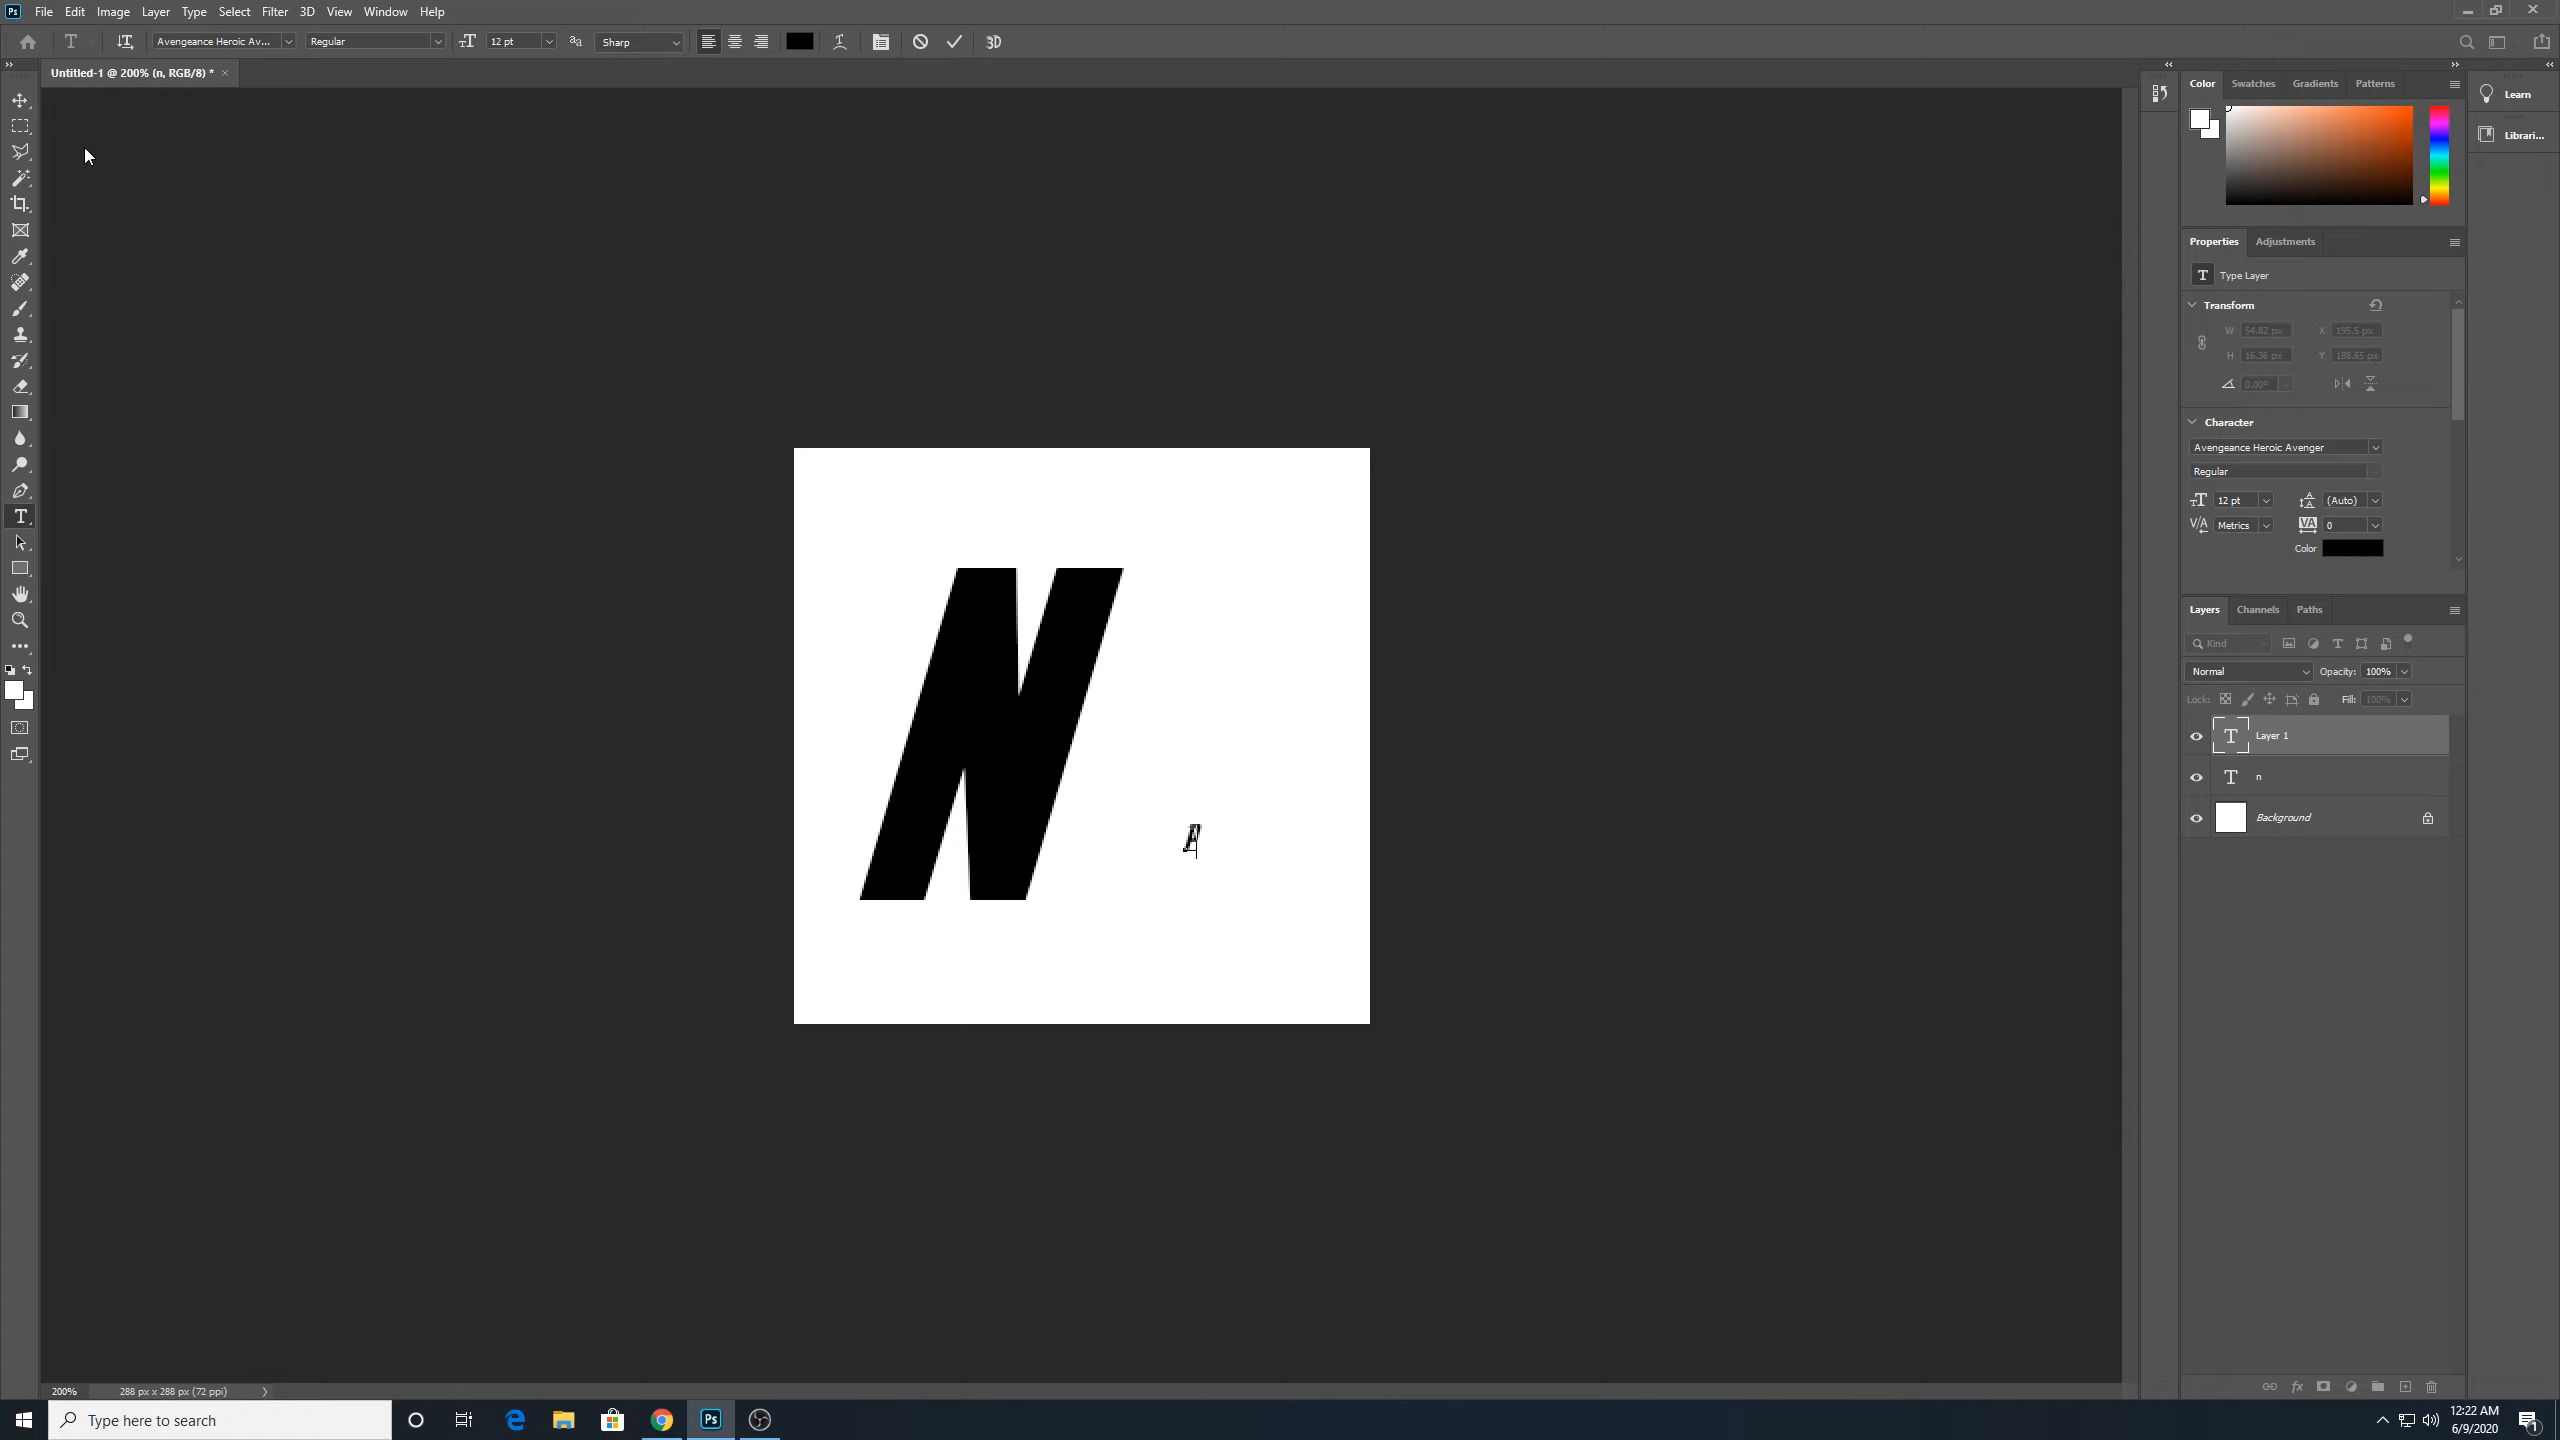 Ps File Edit Image Layer Type Select Filter 3D View Window Help
T Avengeance Heroic Av... Regular 12 pt Sharp 3D
Untitled-1 @ 200% (n, RGB/8) * ×
Color Swatches Gradients Patterns
Learn
Librari...
Properties Adjustments
T Type Layer
Transform
W 54.82 px X 195.5 px
H 16.36 px Y 188.65 px
0.00°
Character
Avengeance Heroic Avenger
Regular
12 pt (Auto)
Metrics 0
Color
N
A
Layers Channels Paths
Kind
Normal Opacity: 100%
Lock: Fill: 100%
T Layer 1
T n
Background
200% 288 px x 288 px (72 ppi)
Type here to search
Ps
12:22 AM
6/9/2020
1